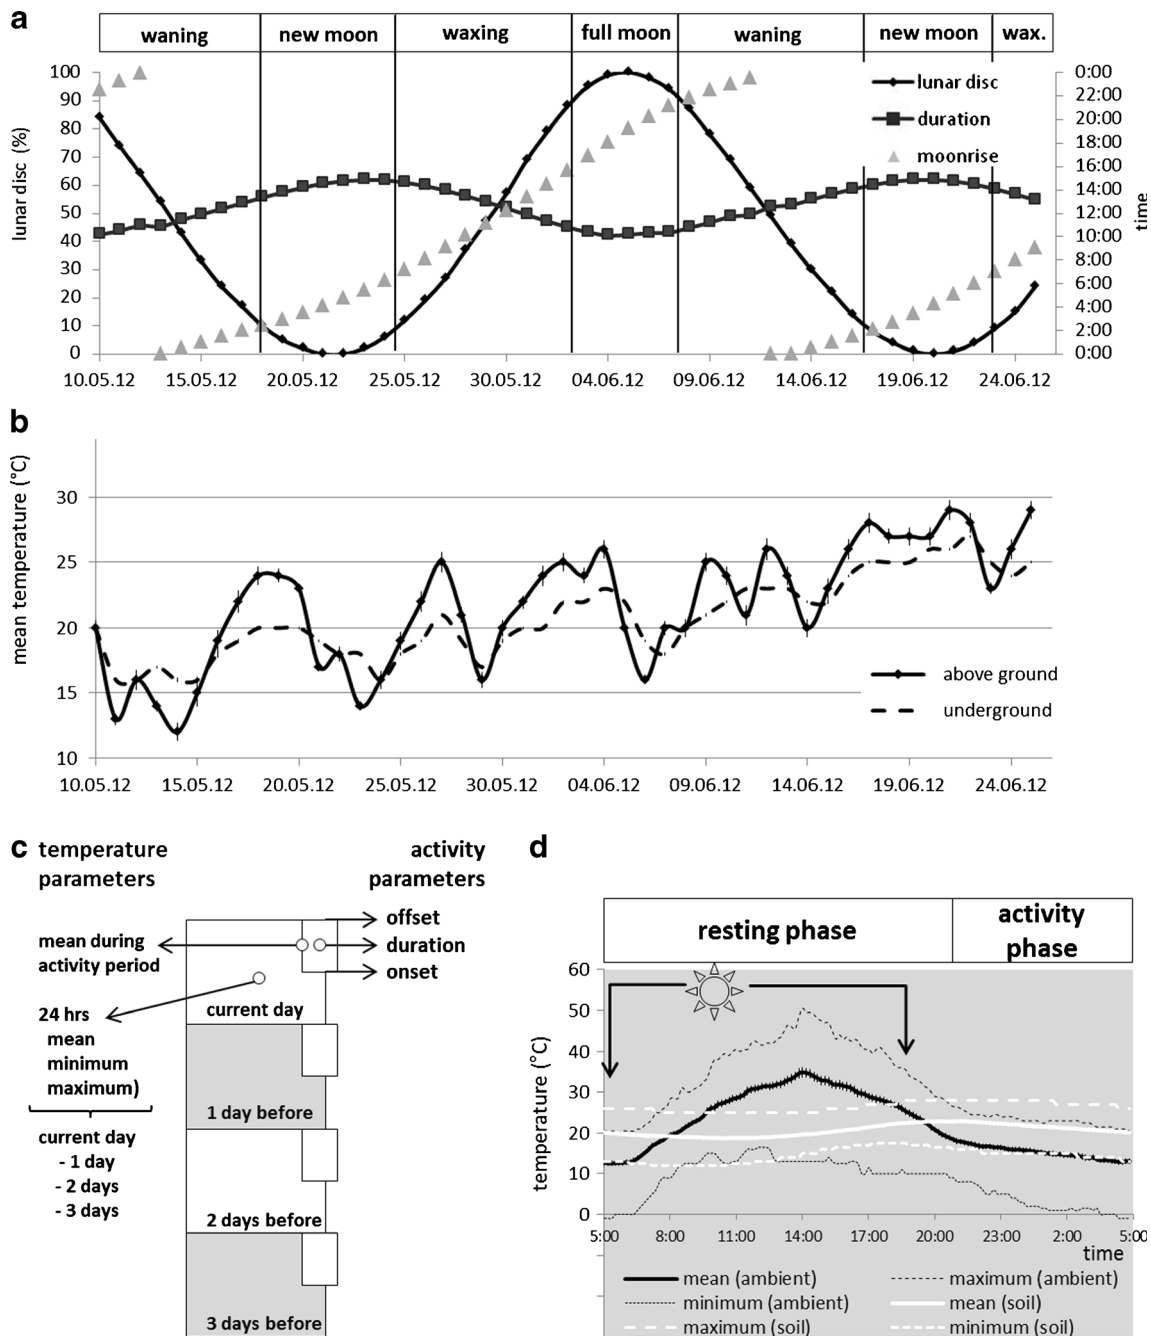 a
waning new moon waxing full moon waning new moon wax.
100 0:00
90 22:00
80 20:00
70 18:00
60 16:00
50 14:00
40 12:00
30 10:00
20 8:00
10 6:00
0 4:00
2:00
0:00
lunar disc (%)
time
lunar disc
duration
moonrise
10.05.12 15.05.12 20.05.12 25.05.12 30.05.12 04.06.12 09.06.12 14.06.12 19.06.12 24.06.12
b
mean temperature (°C)
30
25
20
15
10
above ground
underground
10.05.12 15.05.12 20.05.12 25.05.12 30.05.12 04.06.12 09.06.12 14.06.12 19.06.12 24.06.12
c
temperature
parameters
activity
parameters
mean during
activity period
offset
duration
onset
24 hrs
mean
minimum
maximum)
current day
- 1 day
- 2 days
- 3 days
current day
1 day before
2 days before
3 days before
d
resting phase
activity
phase
temperature (°C)
60
50
40
30
20
10
0
5:00 8:00 11:00 14:00 17:00 20:00 23:00 2:00 5:00
time
mean (ambient) maximum (ambient)
minimum (ambient) mean (soil)
maximum (soil) minimum (soil)